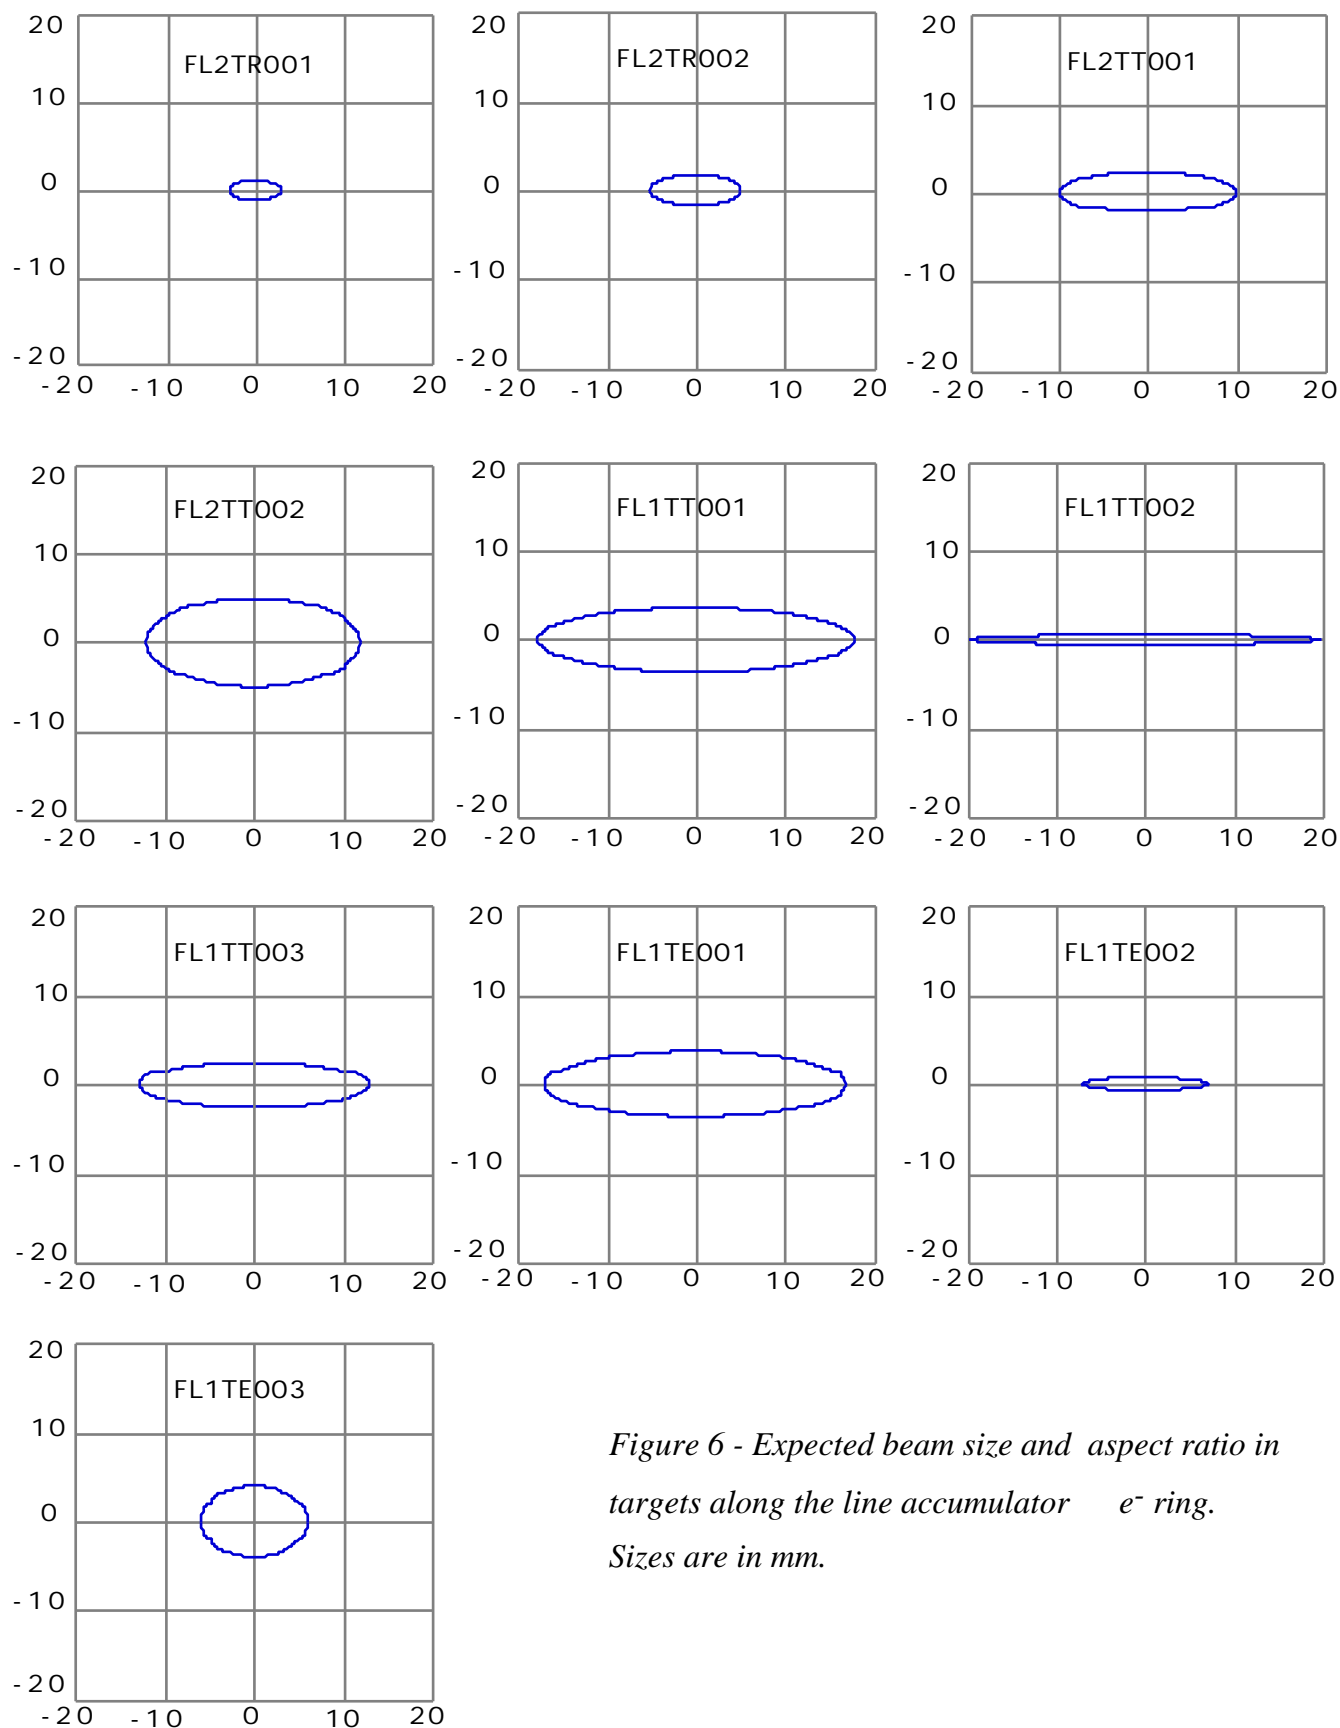 20 20 20
FL2TR001 FL2TR002 FL2TT001
10 10 10
0 0 0
-10 -10 -10
-20 -20 -20
-20 -10 0 10 20 -20 -10 0 10 20 -20 -10 0 10 20
20 20 20
FL2TT002 FL1TT001 FL1TT002
10 10 10
0 0 0
-10 -10 -10
-20 -20 -20
-20 -10 0 10 20 -20 -10 0 10 20 -20 -10 0 10 20
20 20 20
FL1TT003 FL1TE001 FL1TE002
10 10 10
0 0 0
-10 -10 -10
-20 -20 -20
-20 -10 0 10 20 -20 -10 0 10 20 -20 -10 0 10 20
20
FL1TE003
10
0
-10
-20
-20 -10 0 10 20
Figure 6 - Expected beam size and aspect ratio in
targets along the line accumulator e- ring.
Sizes are in mm.